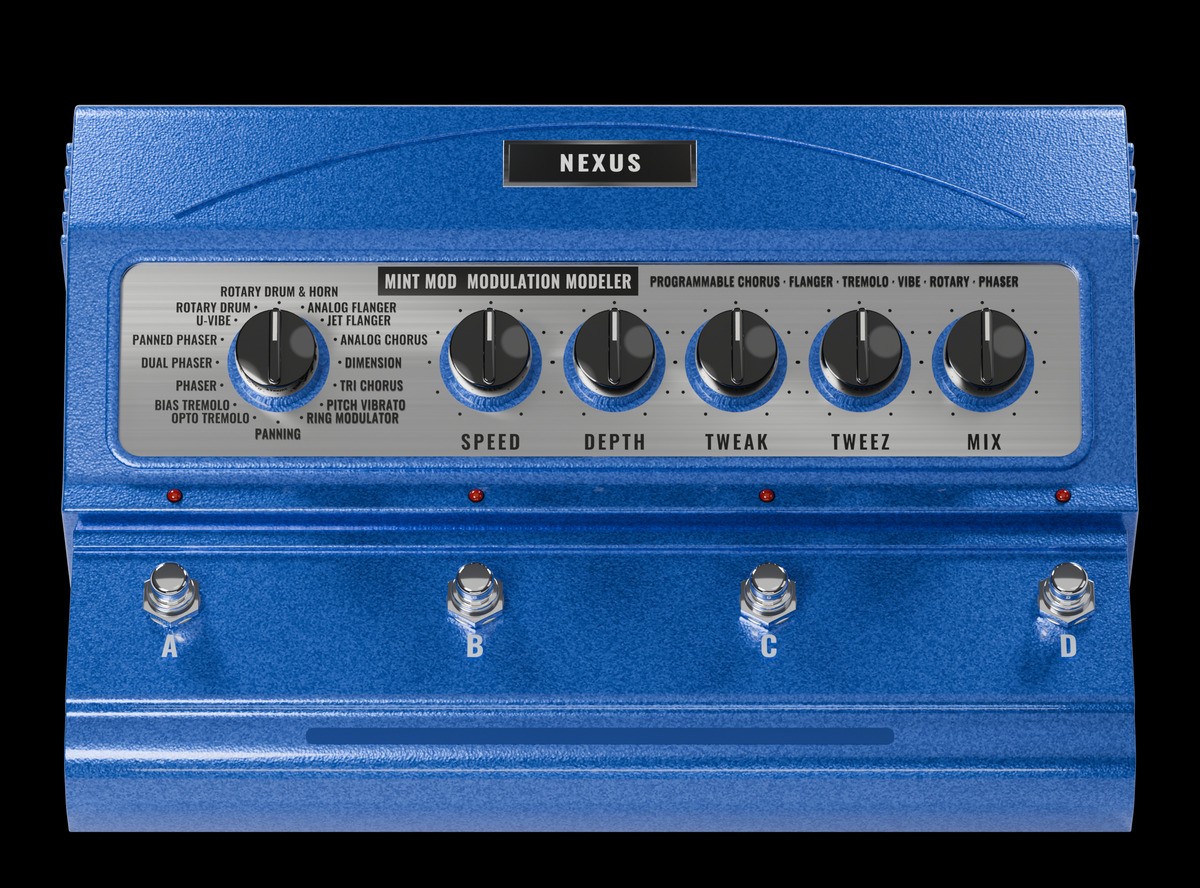 NEXUS
MINT MOD MODULATION MODELER
PROGRAMMABLE CHORUS · FLANGER · TREMOLO · VIBE · ROTARY · PHASER
ROTARY DRUM & HORN
ROTARY DRUM
ANALOG FLANGER
U-VIBE
JET FLANGER
PANNED PHASER
ANALOG CHORUS
DUAL PHASER
DIMENSION
PHASER
TRI CHORUS
BIAS TREMOLO
PITCH VIBRATO
OPTO TREMOLO
RING MODULATOR
PANNING
SPEED
DEPTH
TWEAK
TWEEZ
MIX
A
B
C
D